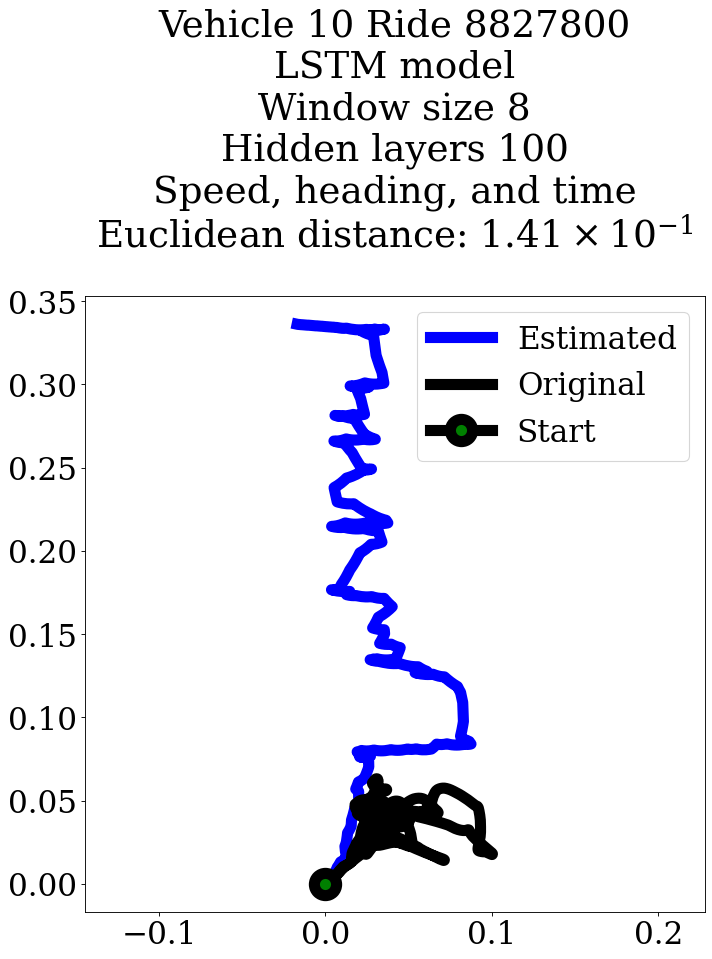 Vehicle 10 Ride 8827800
LSTM model
Window size 8
Hidden layers 100
Speed, heading, and time
Euclidean distance: 1.41 × 10⁻¹
0.35
0.30
0.25
0.20
0.15
0.10
0.05
0.00
Estimated
Original
Start
−0.1 0.0 0.1 0.2